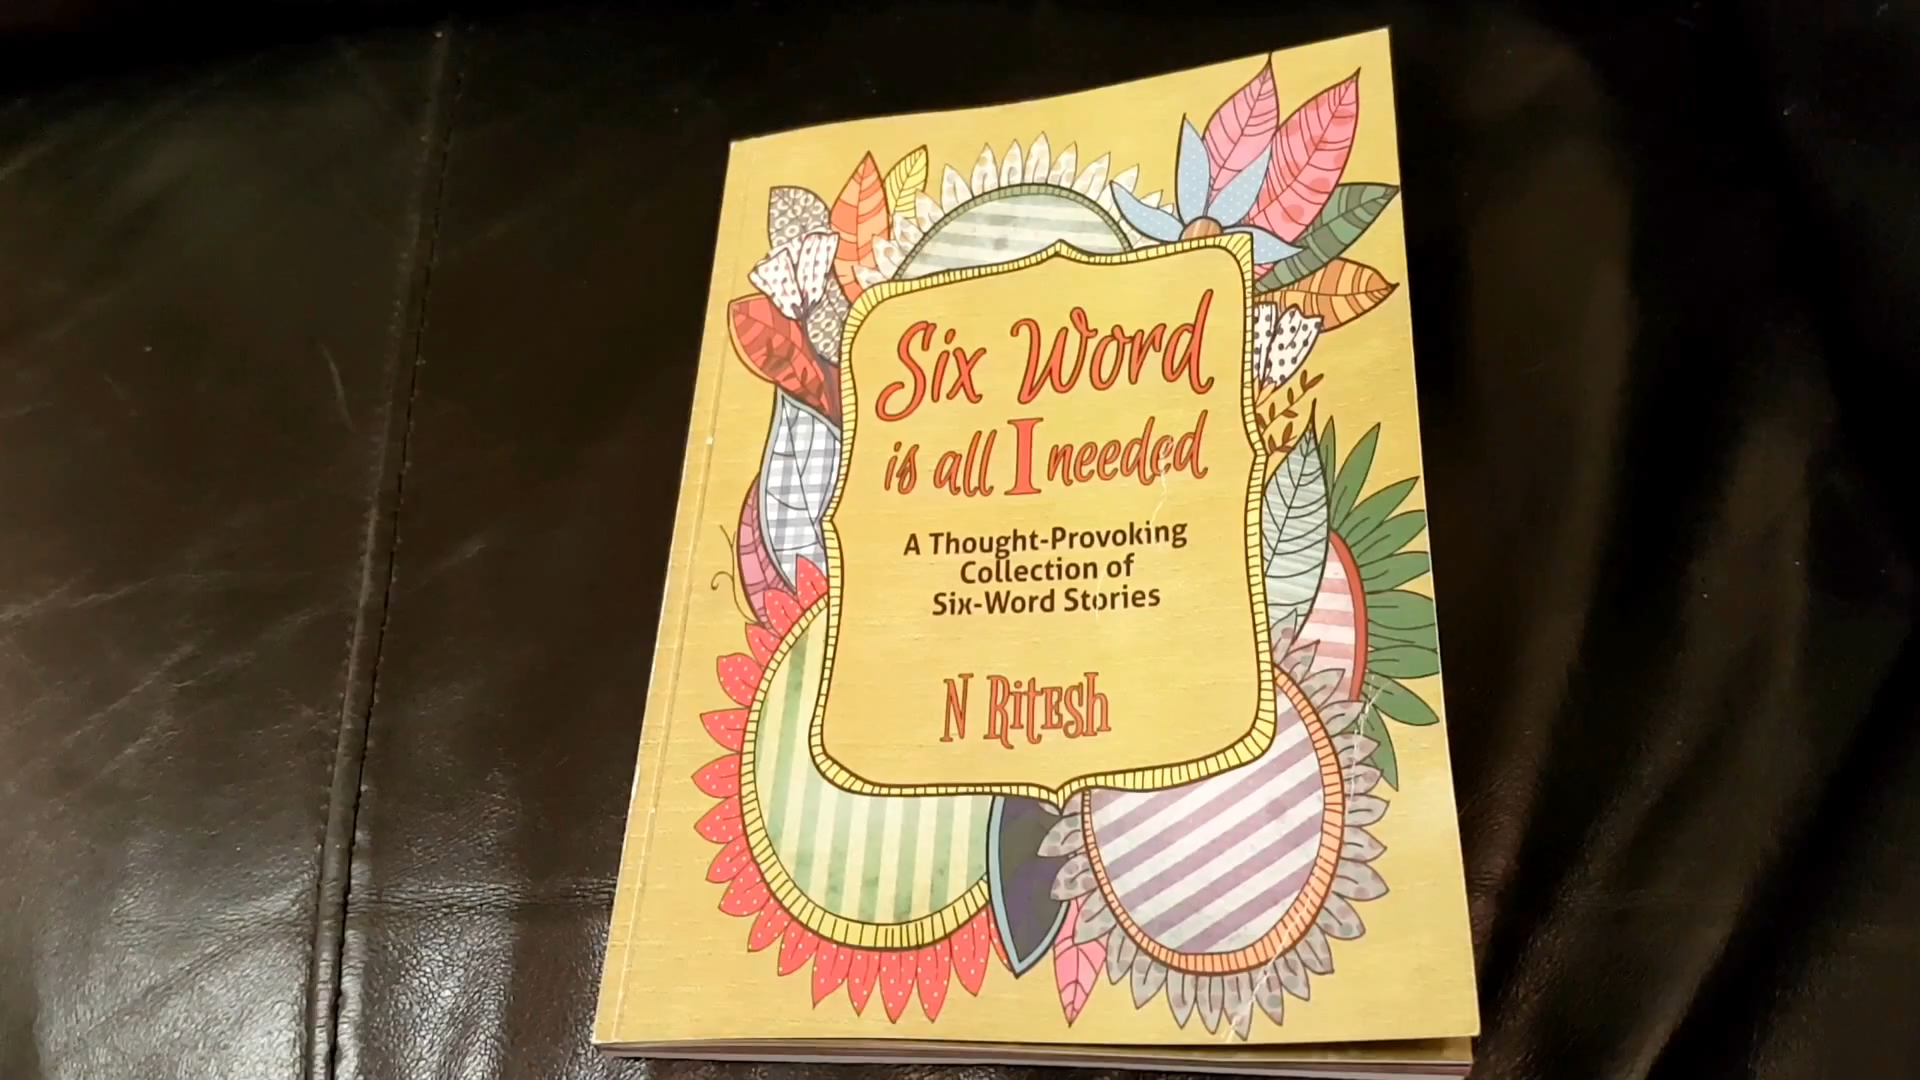 Six Word
is all I needed
A Thought-Provoking
Collection of
Six-Word Stories
N Ritesh